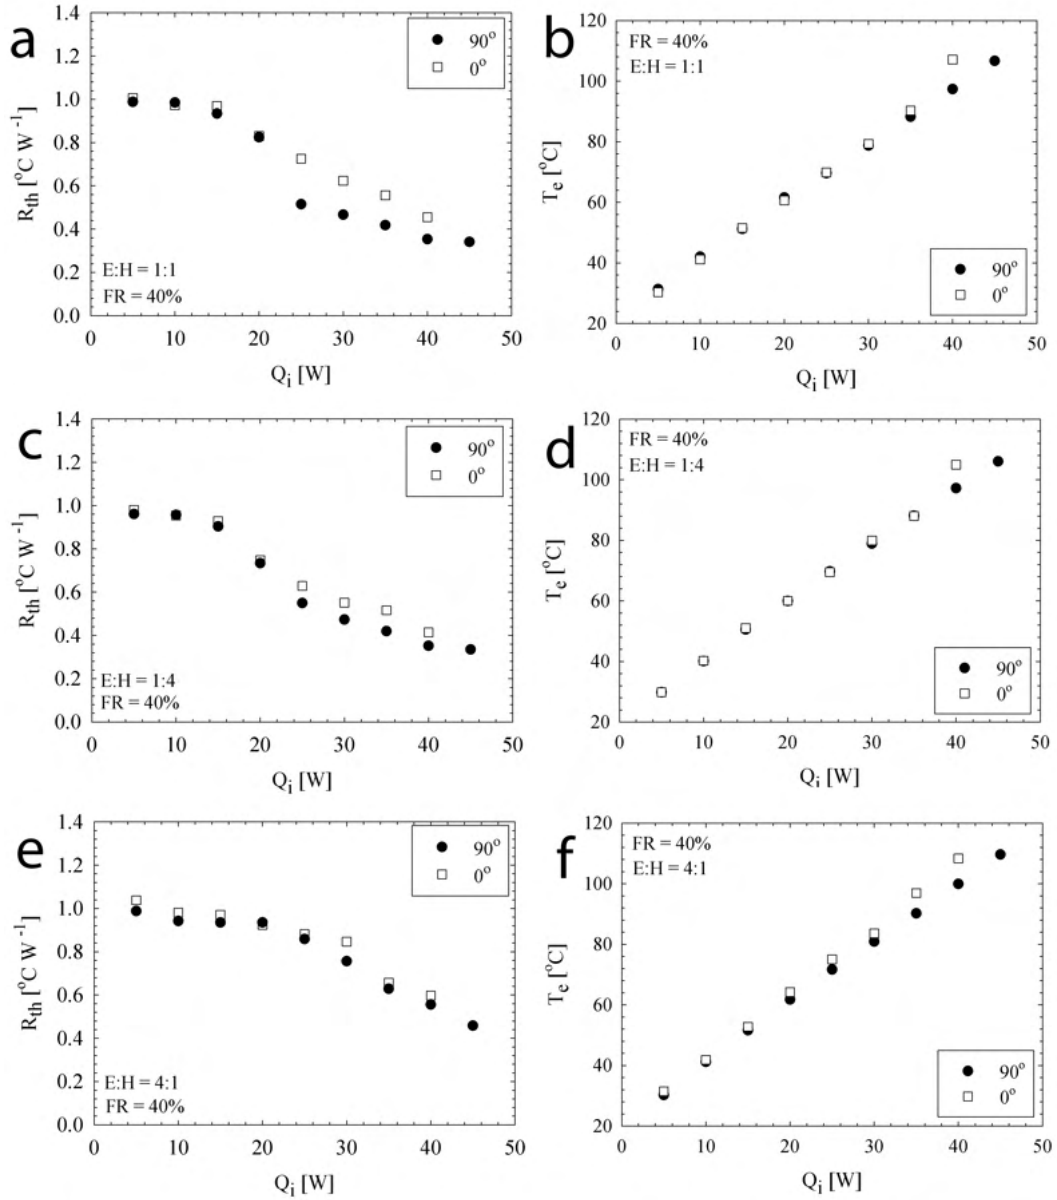 a
1.4
1.2
1.0
0.8
0.6
0.4
0.2
0.0
R_th [°C W⁻¹]
90°
0°
E:H = 1:1
FR = 40%
0 10 20 30 40 50
Q_i [W]
b
120
100
80
60
40
20
T_e [°C]
FR = 40%
E:H = 1:1
90°
0°
0 10 20 30 40 50
Q_i [W]
c
1.4
1.2
1.0
0.8
0.6
0.4
0.2
0.0
R_th [°C W⁻¹]
90°
0°
E:H = 1:4
FR = 40%
0 10 20 30 40 50
Q_i [W]
d
120
100
80
60
40
20
T_e [°C]
FR = 40%
E:H = 1:4
90°
0°
0 10 20 30 40 50
Q_i [W]
e
1.4
1.2
1.0
0.8
0.6
0.4
0.2
0.0
R_th [°C W⁻¹]
90°
0°
E:H = 4:1
FR = 40%
0 10 20 30 40 50
Q_i [W]
f
120
100
80
60
40
20
T_e [°C]
FR = 40%
E:H = 4:1
90°
0°
0 10 20 30 40 50
Q_i [W]